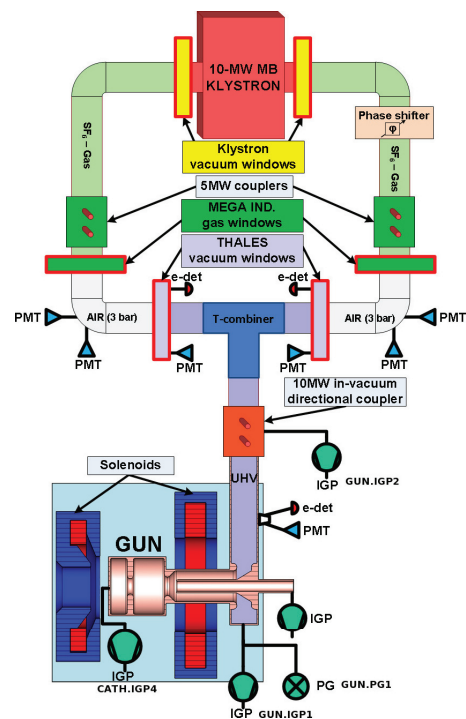 10-MW MB
KLYSTRON
Phase shifter
φ
SF6 – Gas
SF6 – Gas
Klystron
vacuum windows
5MW couplers
MEGA IND.
gas windows
THALES
vacuum windows
e-det
e-det
PMT
AIR (3 bar)
T-combiner
AIR (3 bar)
PMT
PMT
PMT
PMT
PMT
10MW in-vacuum
directional coupler
Solenoids
UHV
IGP
GUN.IGP2
e-det
PMT
GUN
IGP
IGP
CATH.IGP4
PG
GUN.PG1
IGP
GUN.IGP1